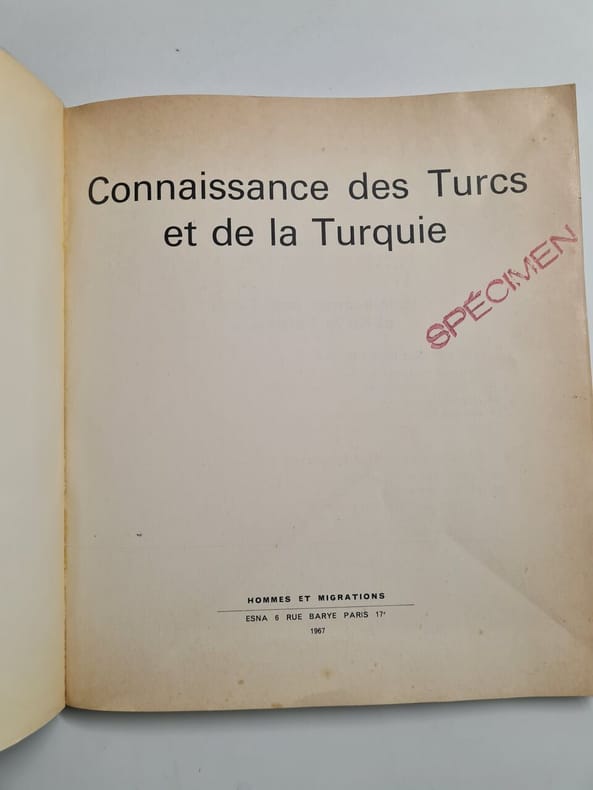 Connaissance des Turcs
et de la Turquie
SPÉCIMEN
HOMMES ET MIGRATIONS
ESNA 6 RUE BARYE PARIS 17ᵉ
1967